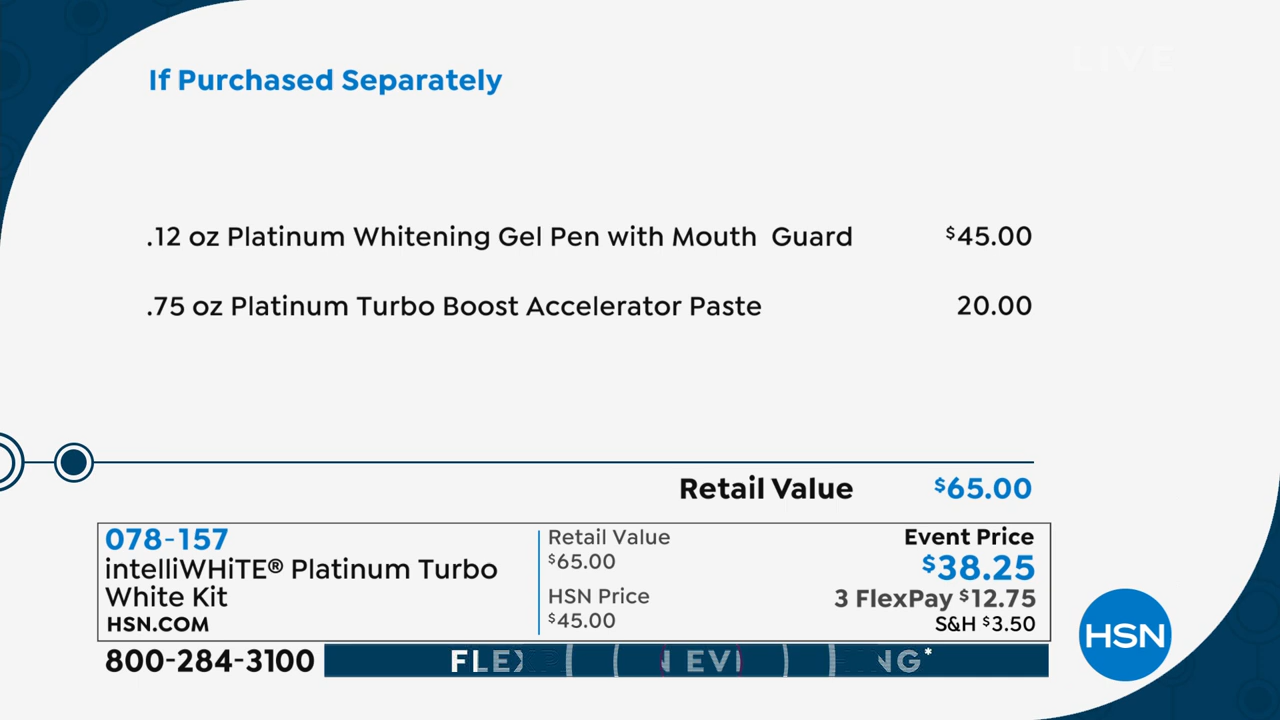 LIVE
If Purchased Separately
.12 oz Platinum Whitening Gel Pen with Mouth Guard $45.00
.75 oz Platinum Turbo Boost Accelerator Paste 20.00
Retail Value $65.00
078-157
intelliWHiTE® Platinum Turbo
White Kit
HSN.COM
Retail Value
$65.00
HSN Price
$45.00
Event Price
$38.25
3 FlexPay $12.75
S&H $3.50
HSN
800-284-3100